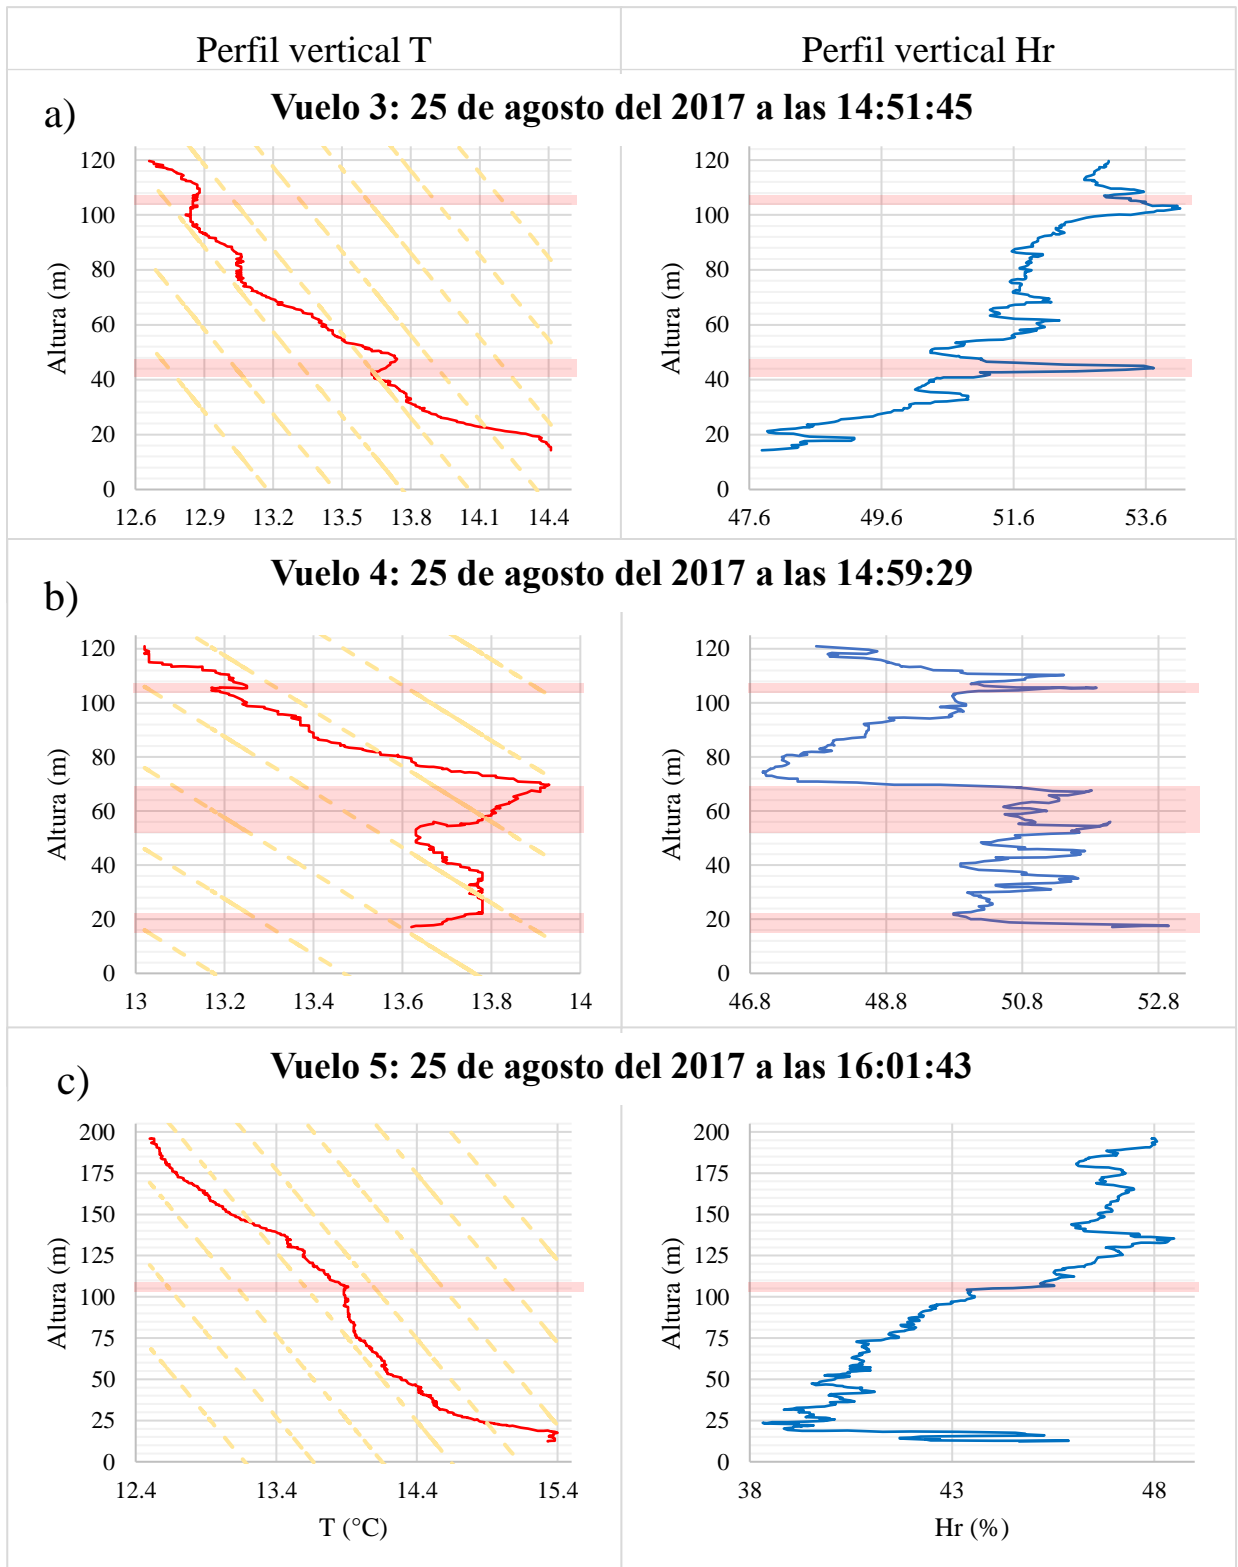 Perfil vertical T
Perfil vertical Hr
a)
Vuelo 3: 25 de agosto del 2017 a las 14:51:45
Altura (m)
120
100
80
60
40
20
0
12.6 12.9 13.2 13.5 13.8 14.1 14.4
Altura (m)
120
100
80
60
40
20
0
47.6 49.6 51.6 53.6
b)
Vuelo 4: 25 de agosto del 2017 a las 14:59:29
Altura (m)
120
100
80
60
40
20
0
13 13.2 13.4 13.6 13.8 14
Altura (m)
120
100
80
60
40
20
0
46.8 48.8 50.8 52.8
c)
Vuelo 5: 25 de agosto del 2017 a las 16:01:43
Altura (m)
200
175
150
125
100
75
50
25
0
12.4 13.4 14.4 15.4
T (°C)
Altura (m)
200
175
150
125
100
75
50
25
0
38 43 48
Hr (%)